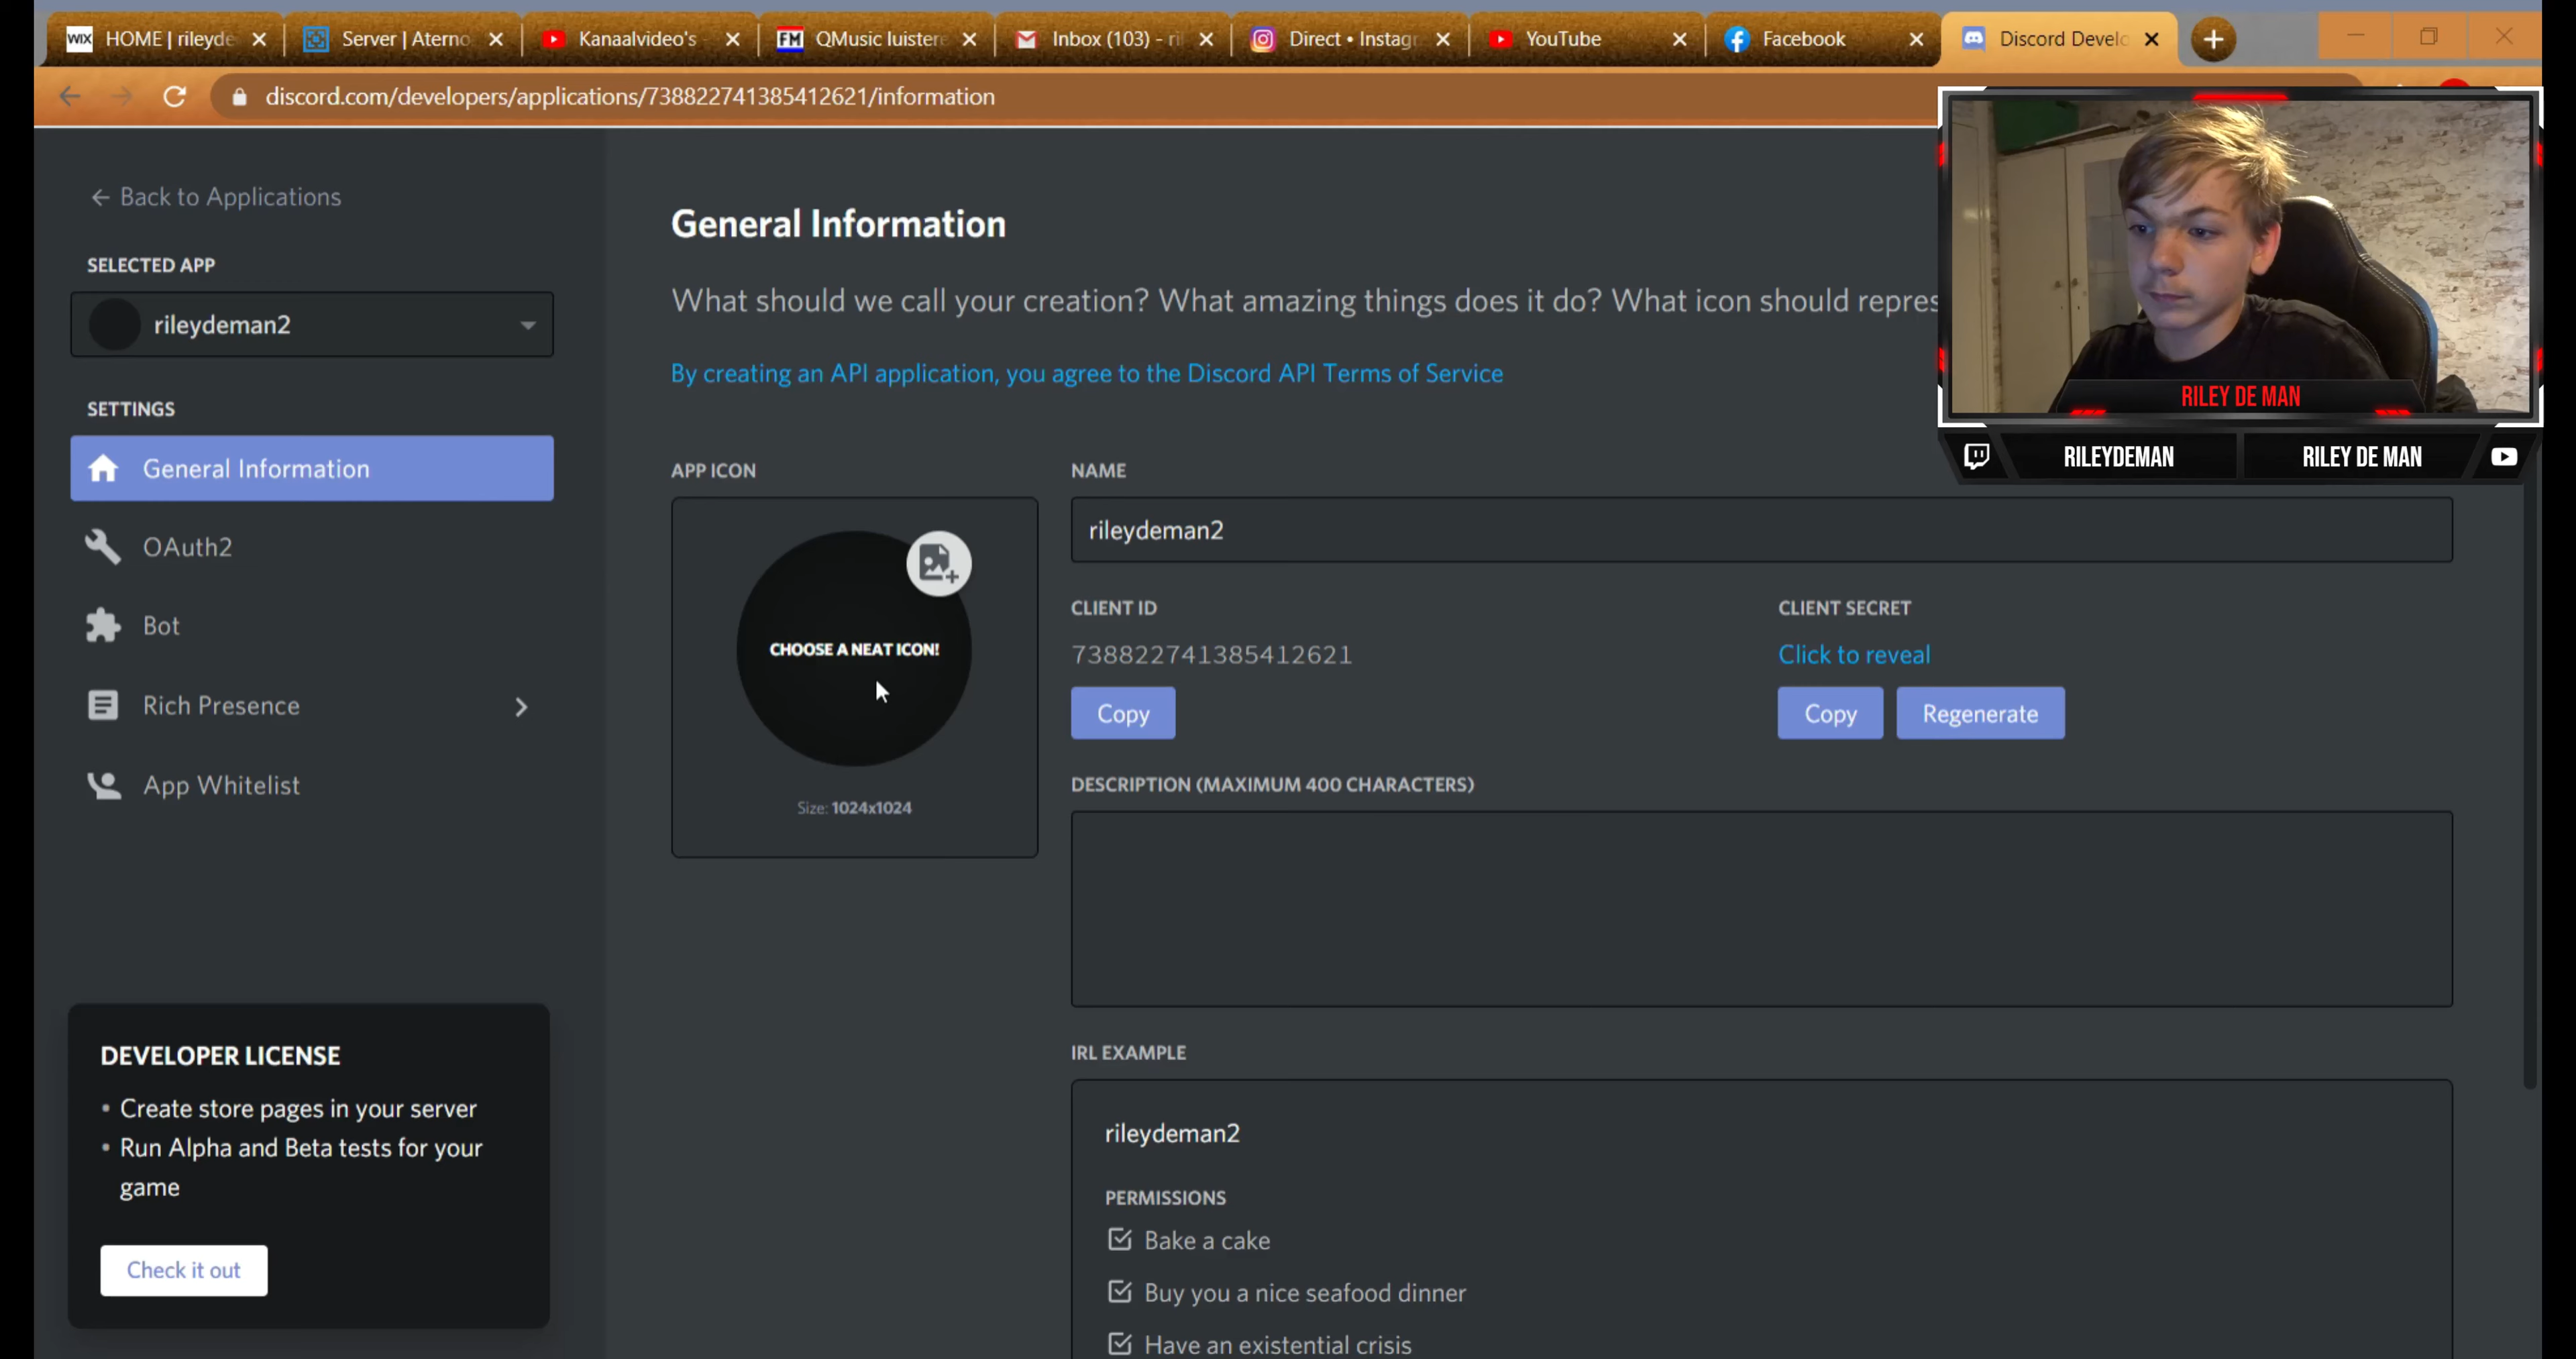 WIX HOME | rileyde
Server | Aterno
Kanaalvideo's -
FM QMusic luistere
Inbox (103) - ri
Direct • Instagr
YouTube
Facebook
Discord Develo
discord.com/developers/applications/738822741385412621/information
Back to Applications
SELECTED APP
rileydeman2
SETTINGS
General Information
OAuth2
Bot
Rich Presence
App Whitelist
DEVELOPER LICENSE
• Create store pages in your server
• Run Alpha and Beta tests for your
game
Check it out
General Information
What should we call your creation? What amazing things does it do? What icon should repres
By creating an API application, you agree to the Discord API Terms of Service
APP ICON
CHOOSE A NEAT ICON!
Size: 1024x1024
NAME
rileydeman2
CLIENT ID
738822741385412621
Copy
CLIENT SECRET
Click to reveal
Copy Regenerate
DESCRIPTION (MAXIMUM 400 CHARACTERS)
IRL EXAMPLE
rileydeman2
PERMISSIONS
Bake a cake
Buy you a nice seafood dinner
Have an existential crisis
RILEY DE MAN
RILEYDEMAN
RILEY DE MAN